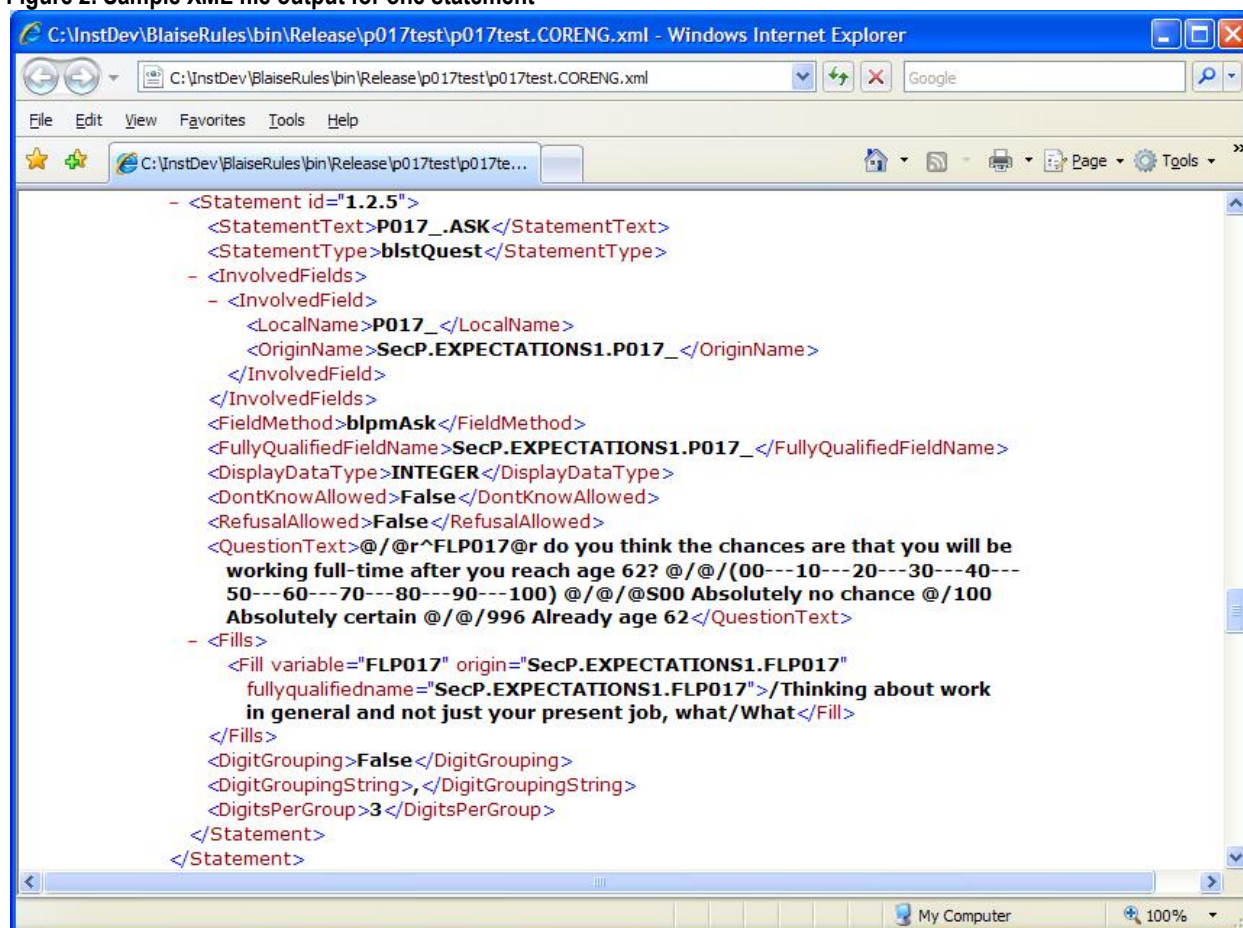 Figure 2. Sample XML file output for one statement
C:\InstDev\BlaiseRules\bin\Release\p017test\p017test.CORENG.xml - Windows Internet Explorer
C:\InstDev\BlaiseRules\bin\Release\p017test\p017test.CORENG.xml
Google
File Edit View Favorites Tools Help
C:\InstDev\BlaiseRules\bin\Release\p017test\p017te...
Page Tools »
- <Statement id="1.2.5">
<StatementText>P017_.ASK</StatementText>
<StatementType>blstQuest</StatementType>
- <InvolvedFields>
- <InvolvedField>
<LocalName>P017_</LocalName>
<OriginName>SecP.EXPECTATIONS1.P017_</OriginName>
</InvolvedField>
</InvolvedFields>
<FieldMethod>blpmAsk</FieldMethod>
<FullyQualifiedFieldName>SecP.EXPECTATIONS1.P017_</FullyQualifiedFieldName>
<DisplayDataType>INTEGER</DisplayDataType>
<DontKnowAllowed>False</DontKnowAllowed>
<RefusalAllowed>False</RefusalAllowed>
<QuestionText>@/@r^FLP017@r do you think the chances are that you will be
working full-time after you reach age 62? @/@/(00---10---20---30---40---
50---60---70---80---90---100) @/@/@S00 Absolutely no chance @/100
Absolutely certain @/@/996 Already age 62</QuestionText>
- <Fills>
<Fill variable="FLP017" origin="SecP.EXPECTATIONS1.FLP017"
fullyqualifiedname="SecP.EXPECTATIONS1.FLP017">/Thinking about work
in general and not just your present job, what/What</Fill>
</Fills>
<DigitGrouping>False</DigitGrouping>
<DigitGroupingString>,</DigitGroupingString>
<DigitsPerGroup>3</DigitsPerGroup>
</Statement>
</Statement>
My Computer 100%